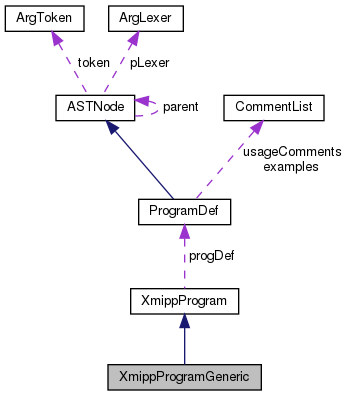 ArgToken
ArgLexer
token
pLexer
ASTNode
parent
CommentList
usageComments
examples
ProgramDef
progDef
XmippProgram
XmippProgramGeneric